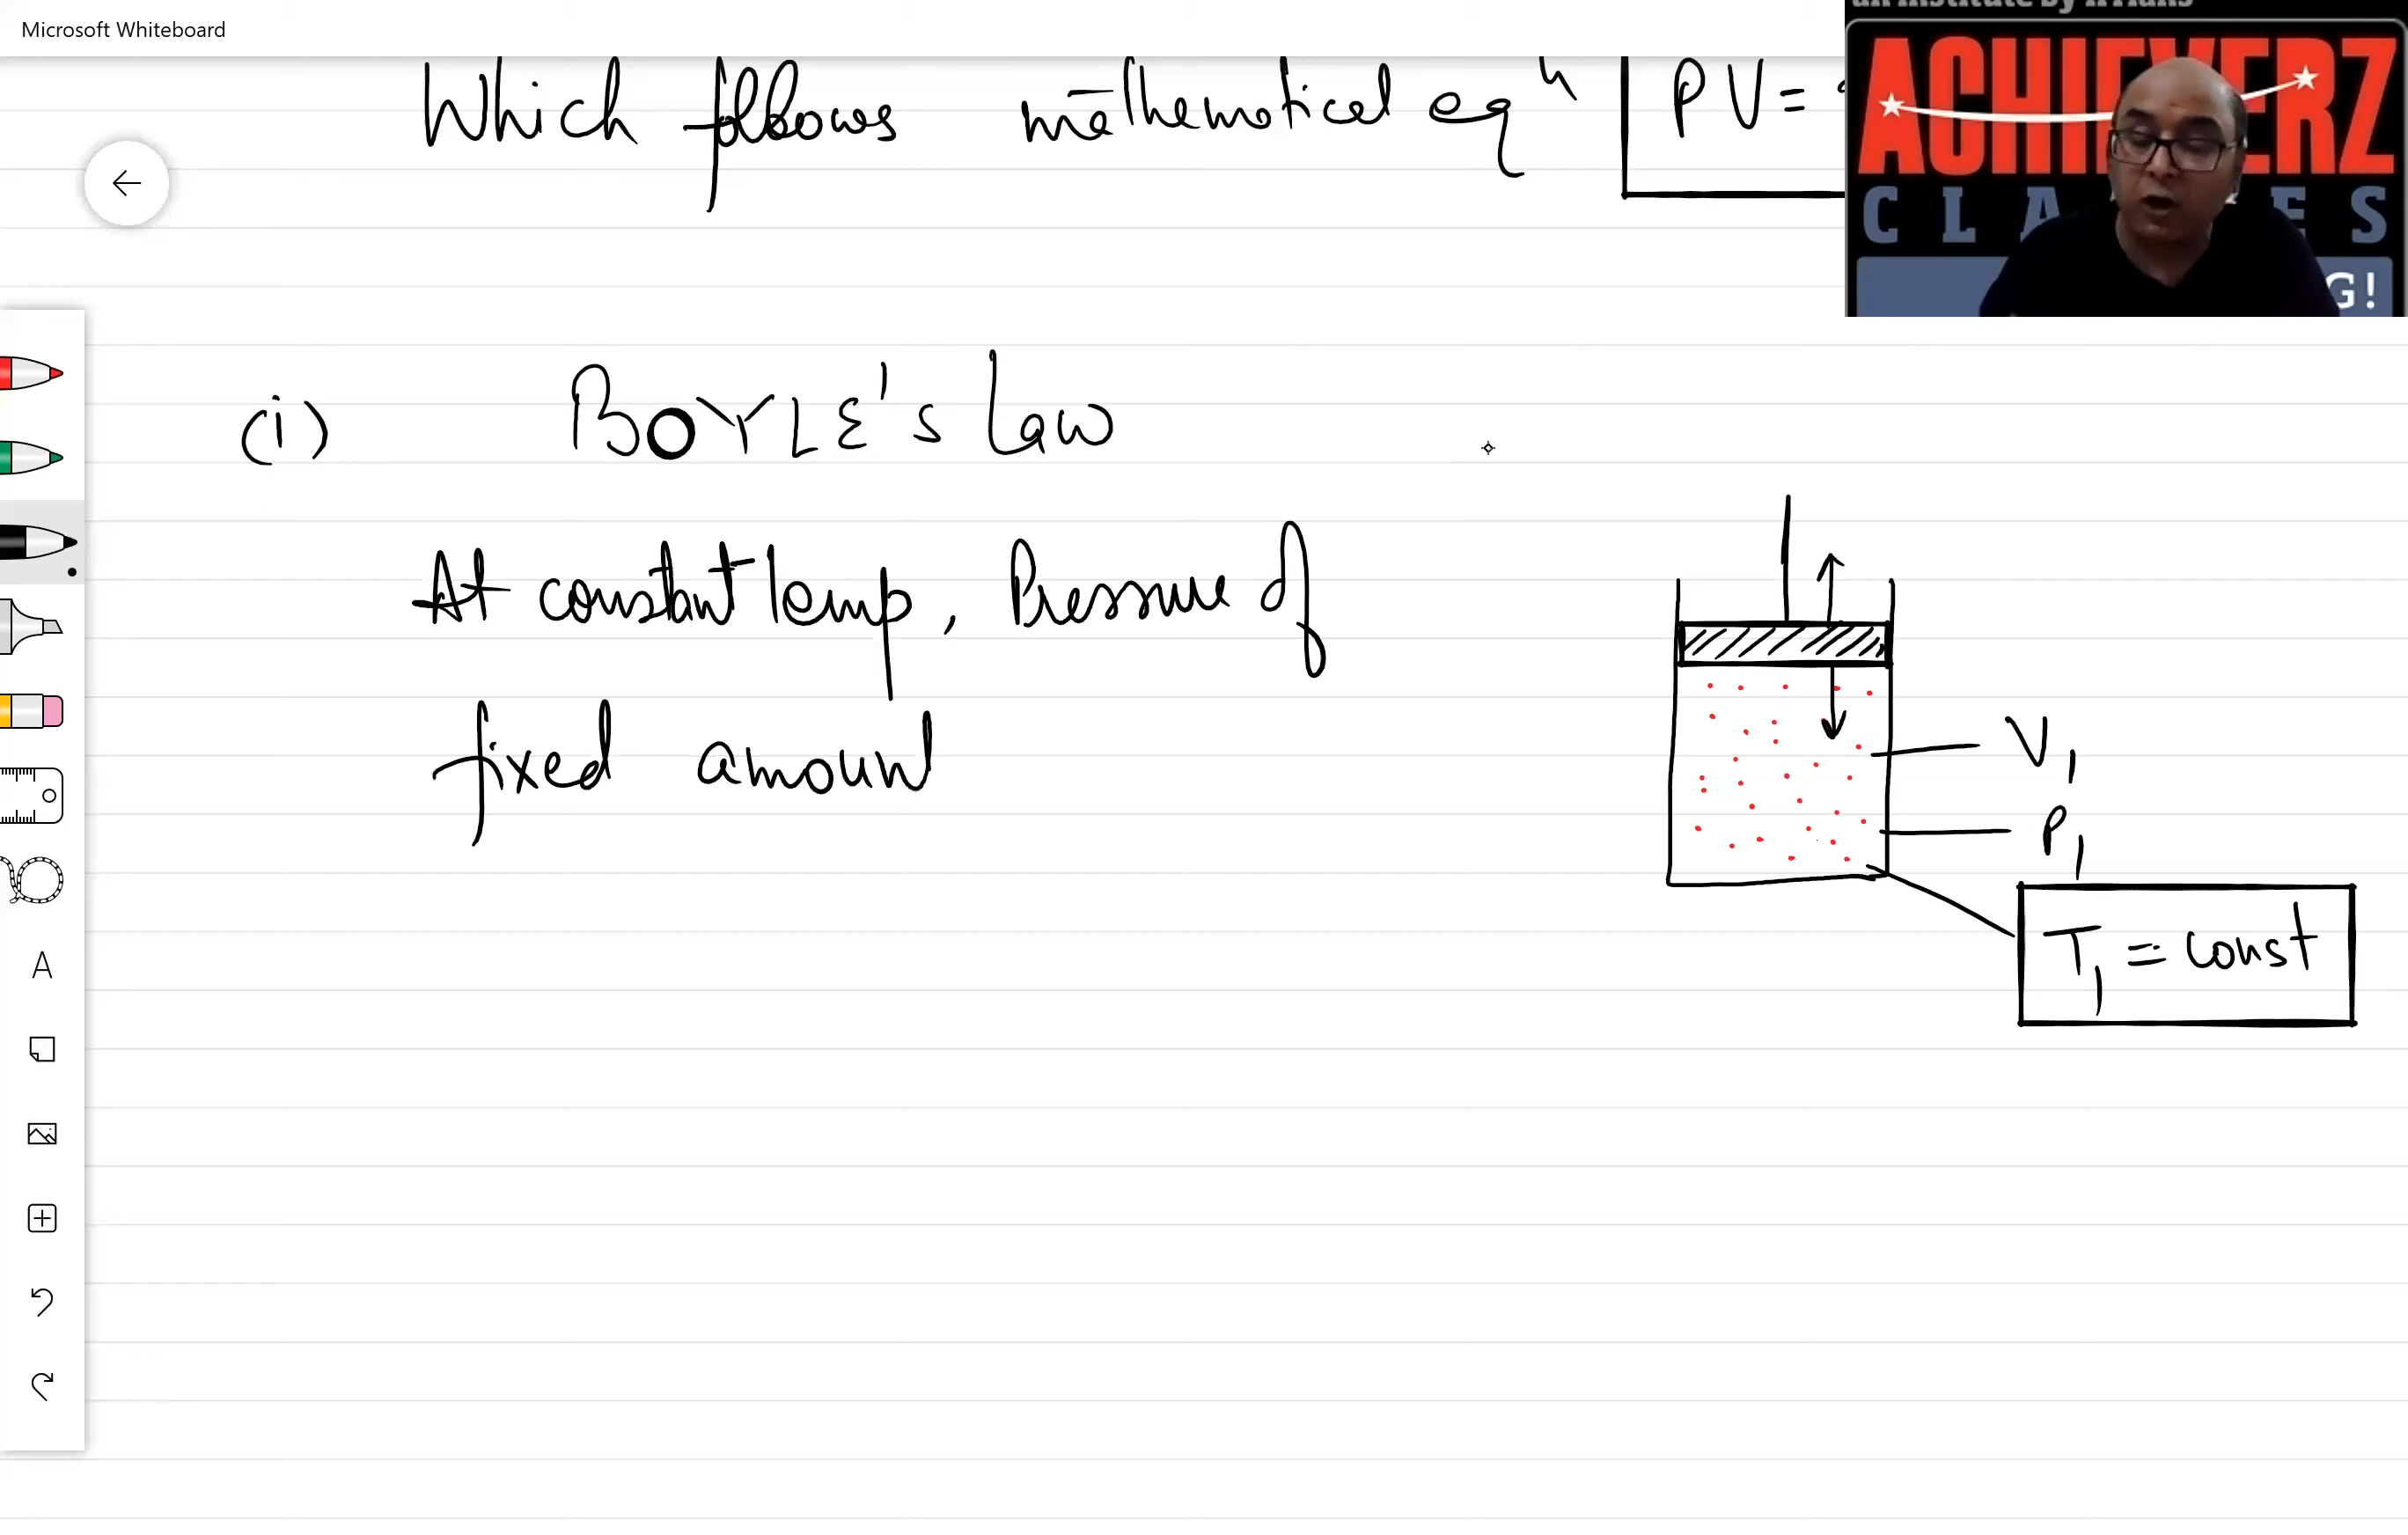 Microsoft Whiteboard
ACHIEVERZ
G!
Which follows mathematical eqn PV=
(i) BOYLE's Law
At constant temp, Pressure of
fixed amount
V1
P1
T1 = const
A